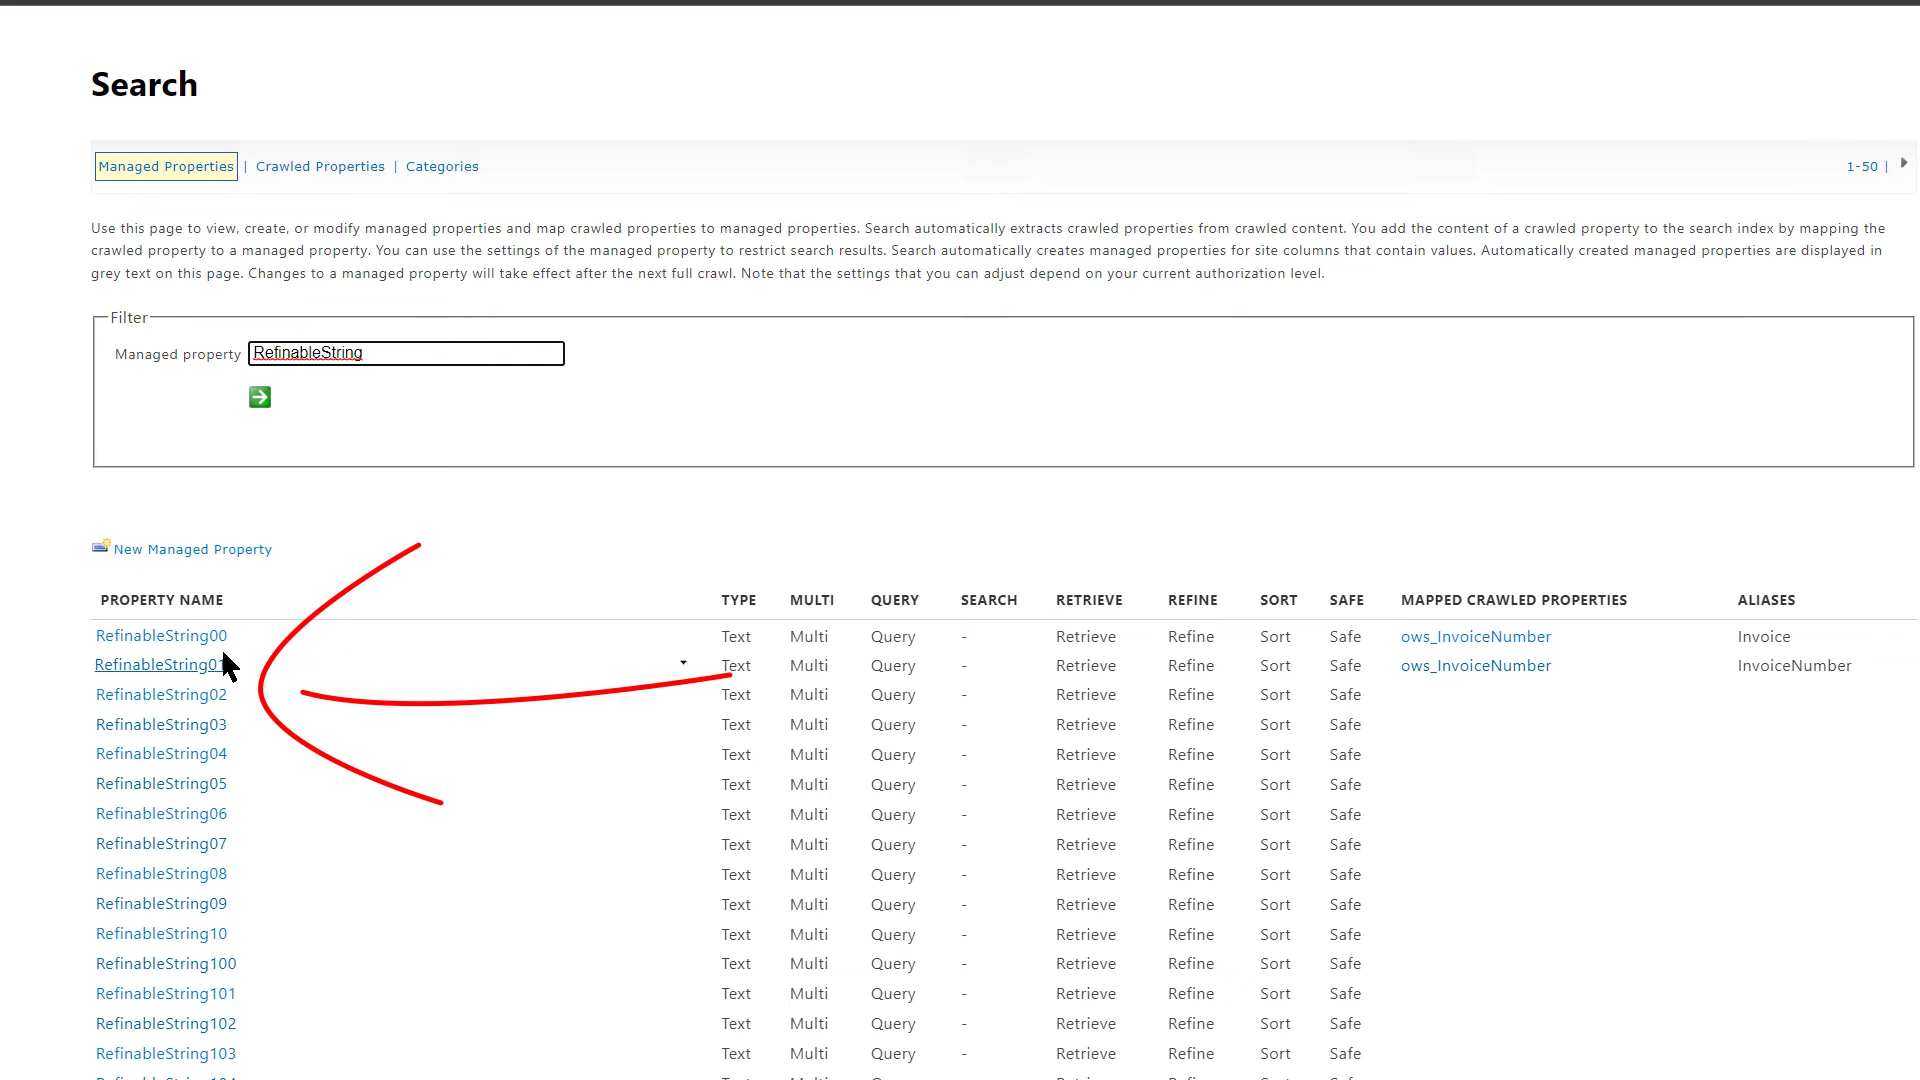 Search
Managed Properties | Crawled Properties | Categories
1-50 |
Use this page to view, create, or modify managed properties and map crawled properties to managed properties. Search automatically extracts crawled properties from crawled content. You add the content of a crawled property to the search index by mapping the
crawled property to a managed property. You can use the settings of the managed property to restrict search results. Search automatically creates managed properties for site columns that contain values. Automatically created managed properties are displayed in
grey text on this page. Changes to a managed property will take effect after the next full crawl. Note that the settings that you can adjust depend on your current authorization level.
Filter
Managed property RefinableString
New Managed Property
PROPERTY NAME TYPE MULTI QUERY SEARCH RETRIEVE REFINE SORT SAFE MAPPED CRAWLED PROPERTIES ALIASES
RefinableString00 Text Multi Query - Retrieve Refine Sort Safe ows_InvoiceNumber Invoice
RefinableString01 Text Multi Query - Retrieve Refine Sort Safe ows_InvoiceNumber InvoiceNumber
RefinableString02 Text Multi Query - Retrieve Refine Sort Safe
RefinableString03 Text Multi Query - Retrieve Refine Sort Safe
RefinableString04 Text Multi Query - Retrieve Refine Sort Safe
RefinableString05 Text Multi Query - Retrieve Refine Sort Safe
RefinableString06 Text Multi Query - Retrieve Refine Sort Safe
RefinableString07 Text Multi Query - Retrieve Refine Sort Safe
RefinableString08 Text Multi Query - Retrieve Refine Sort Safe
RefinableString09 Text Multi Query - Retrieve Refine Sort Safe
RefinableString10 Text Multi Query - Retrieve Refine Sort Safe
RefinableString100 Text Multi Query - Retrieve Refine Sort Safe
RefinableString101 Text Multi Query - Retrieve Refine Sort Safe
RefinableString102 Text Multi Query - Retrieve Refine Sort Safe
RefinableString103 Text Multi Query - Retrieve Refine Sort Safe